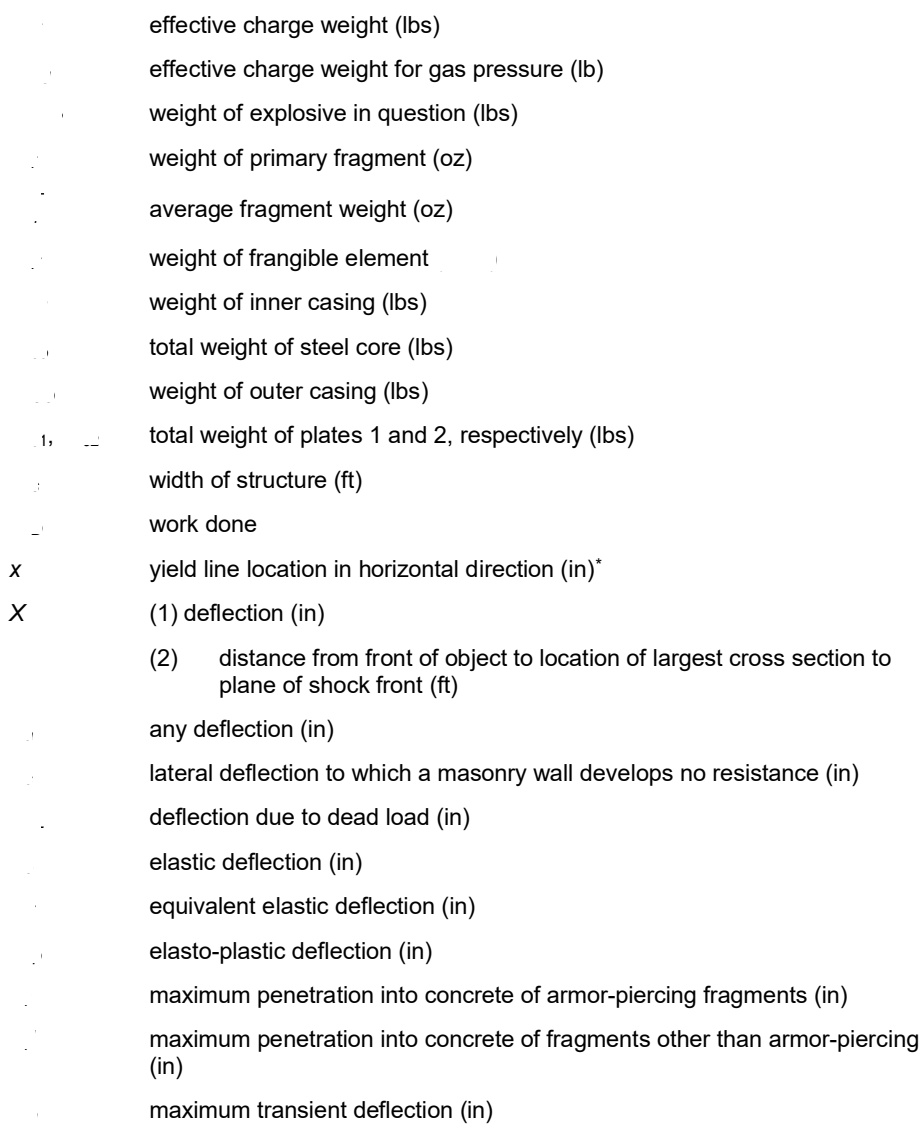 effective charge weight (lbs)
effective charge weight for gas pressure (lb)
weight of explosive in question (lbs)
weight of primary fragment (oz)
average fragment weight (oz)
weight of frangible element
weight of inner casing (lbs)
total weight of steel core (lbs)
weight of outer casing (lbs)
total weight of plates 1 and 2, respectively (lbs)
width of structure (ft)
work done
x yield line location in horizontal direction (in)*
X (1) deflection (in)
(2) distance from front of object to location of largest cross section to
plane of shock front (ft)
any deflection (in)
lateral deflection to which a masonry wall develops no resistance (in)
deflection due to dead load (in)
elastic deflection (in)
equivalent elastic deflection (in)
elasto-plastic deflection (in)
maximum penetration into concrete of armor-piercing fragments (in)
maximum penetration into concrete of fragments other than armor-piercing
(in)
maximum transient deflection (in)